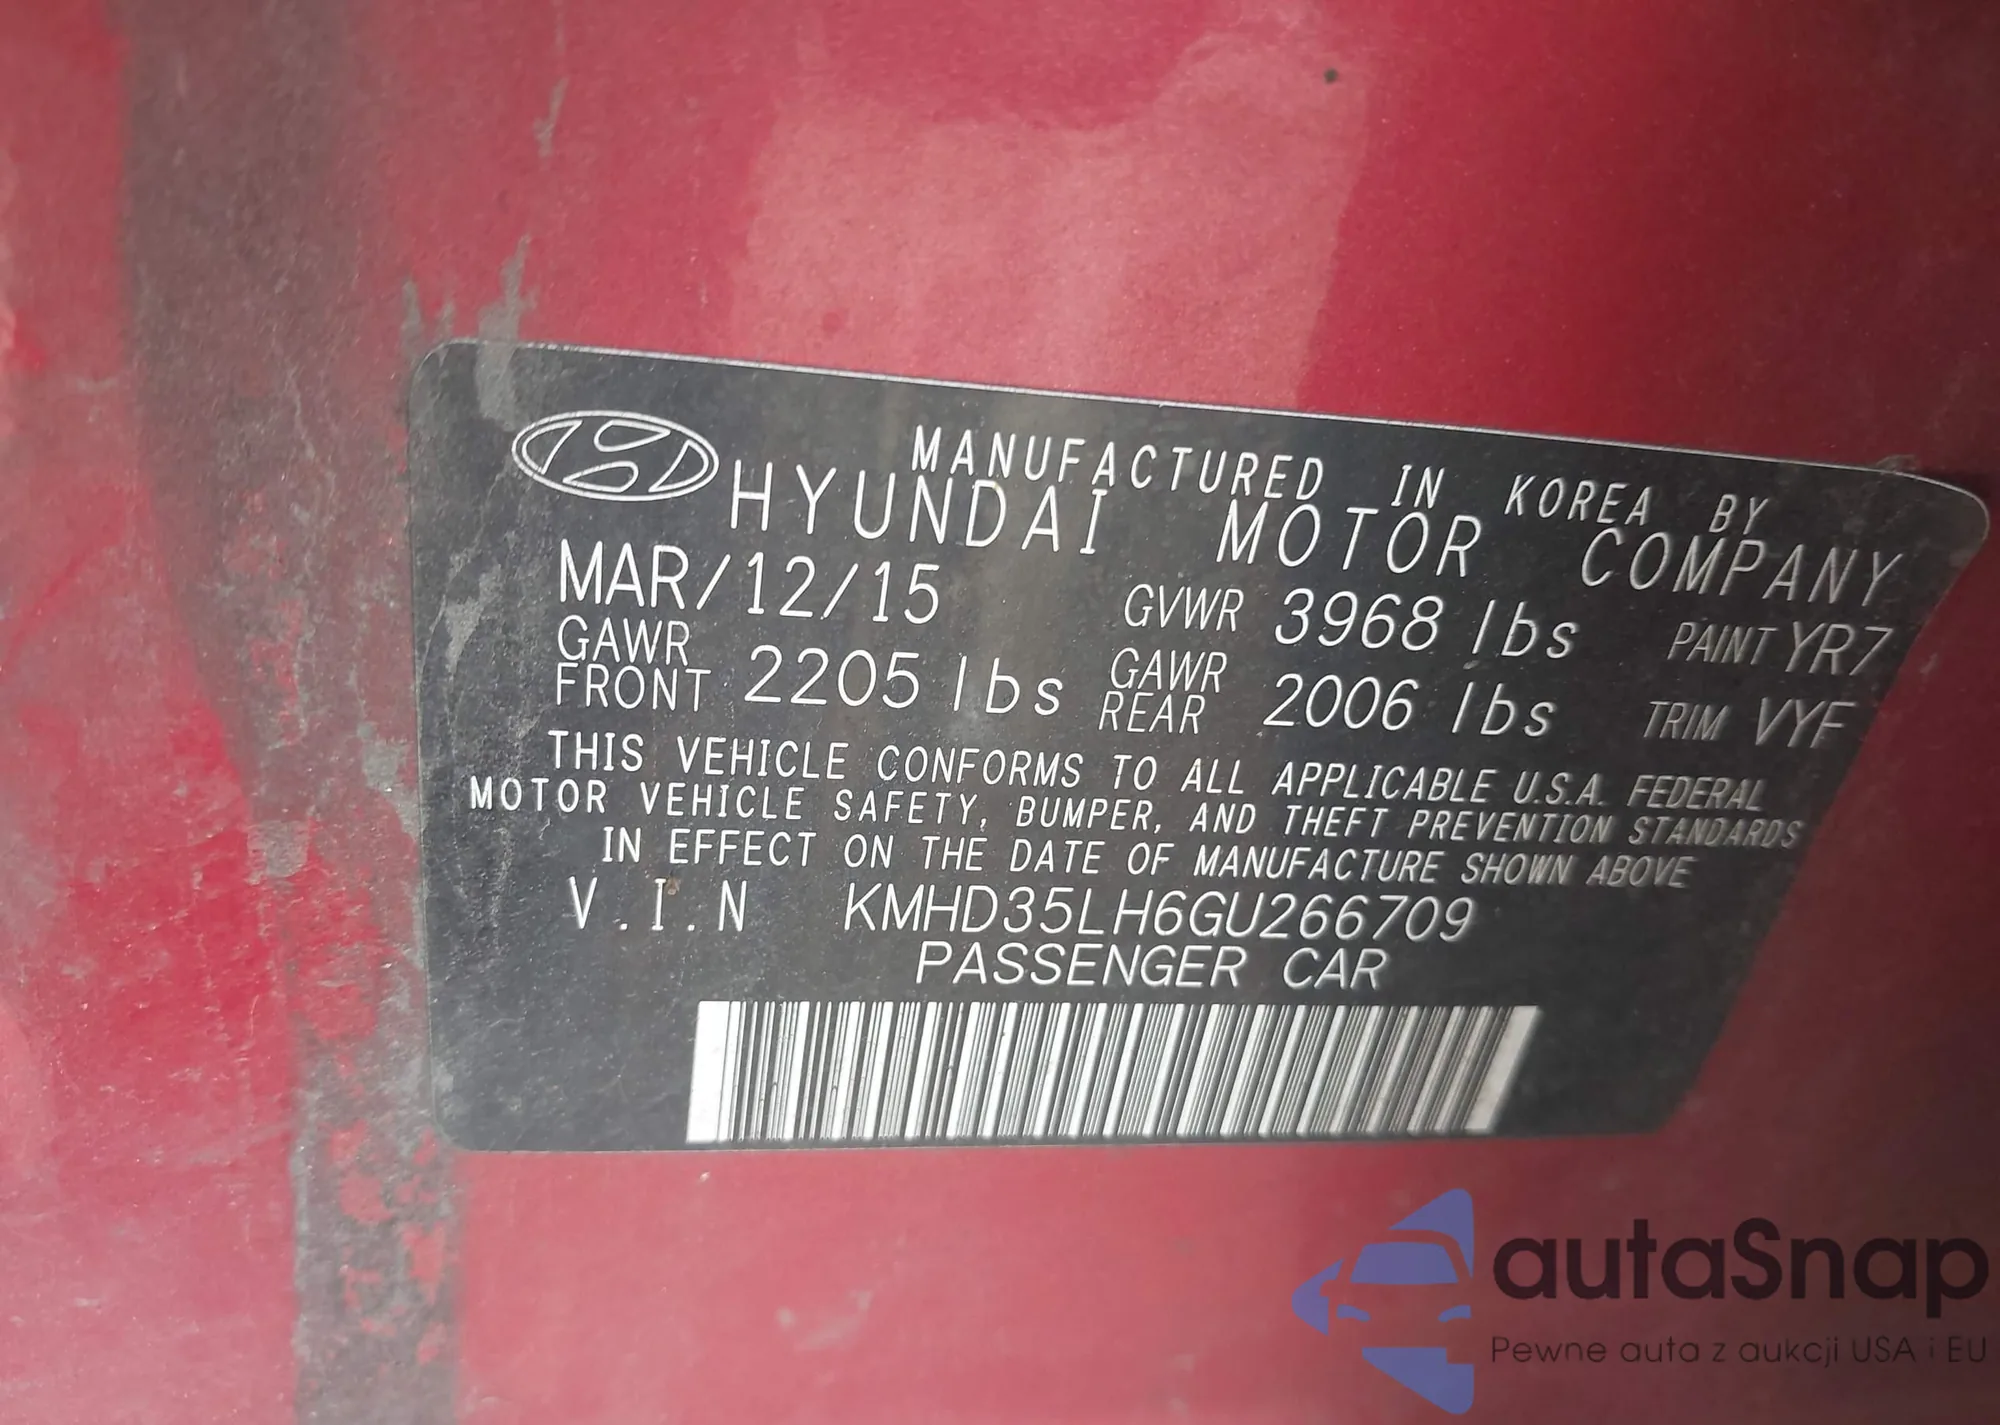 MANUFACTURED IN KOREA BY
HYUNDAI MOTOR COMPANY
MAR/12/15 GVWR 3968 lbs PAINT YR7
GAWR FRONT 2205 lbs GAWR REAR 2006 lbs TRIM VYF
THIS VEHICLE CONFORMS TO ALL APPLICABLE U.S.A. FEDERAL
MOTOR VEHICLE SAFETY, BUMPER, AND THEFT PREVENTION STANDARDS
IN EFFECT ON THE DATE OF MANUFACTURE SHOWN ABOVE
V.I.N KMHD35LH6GU266709
PASSENGER CAR
autaSnap
Pewne auta z aukcji USA i EU